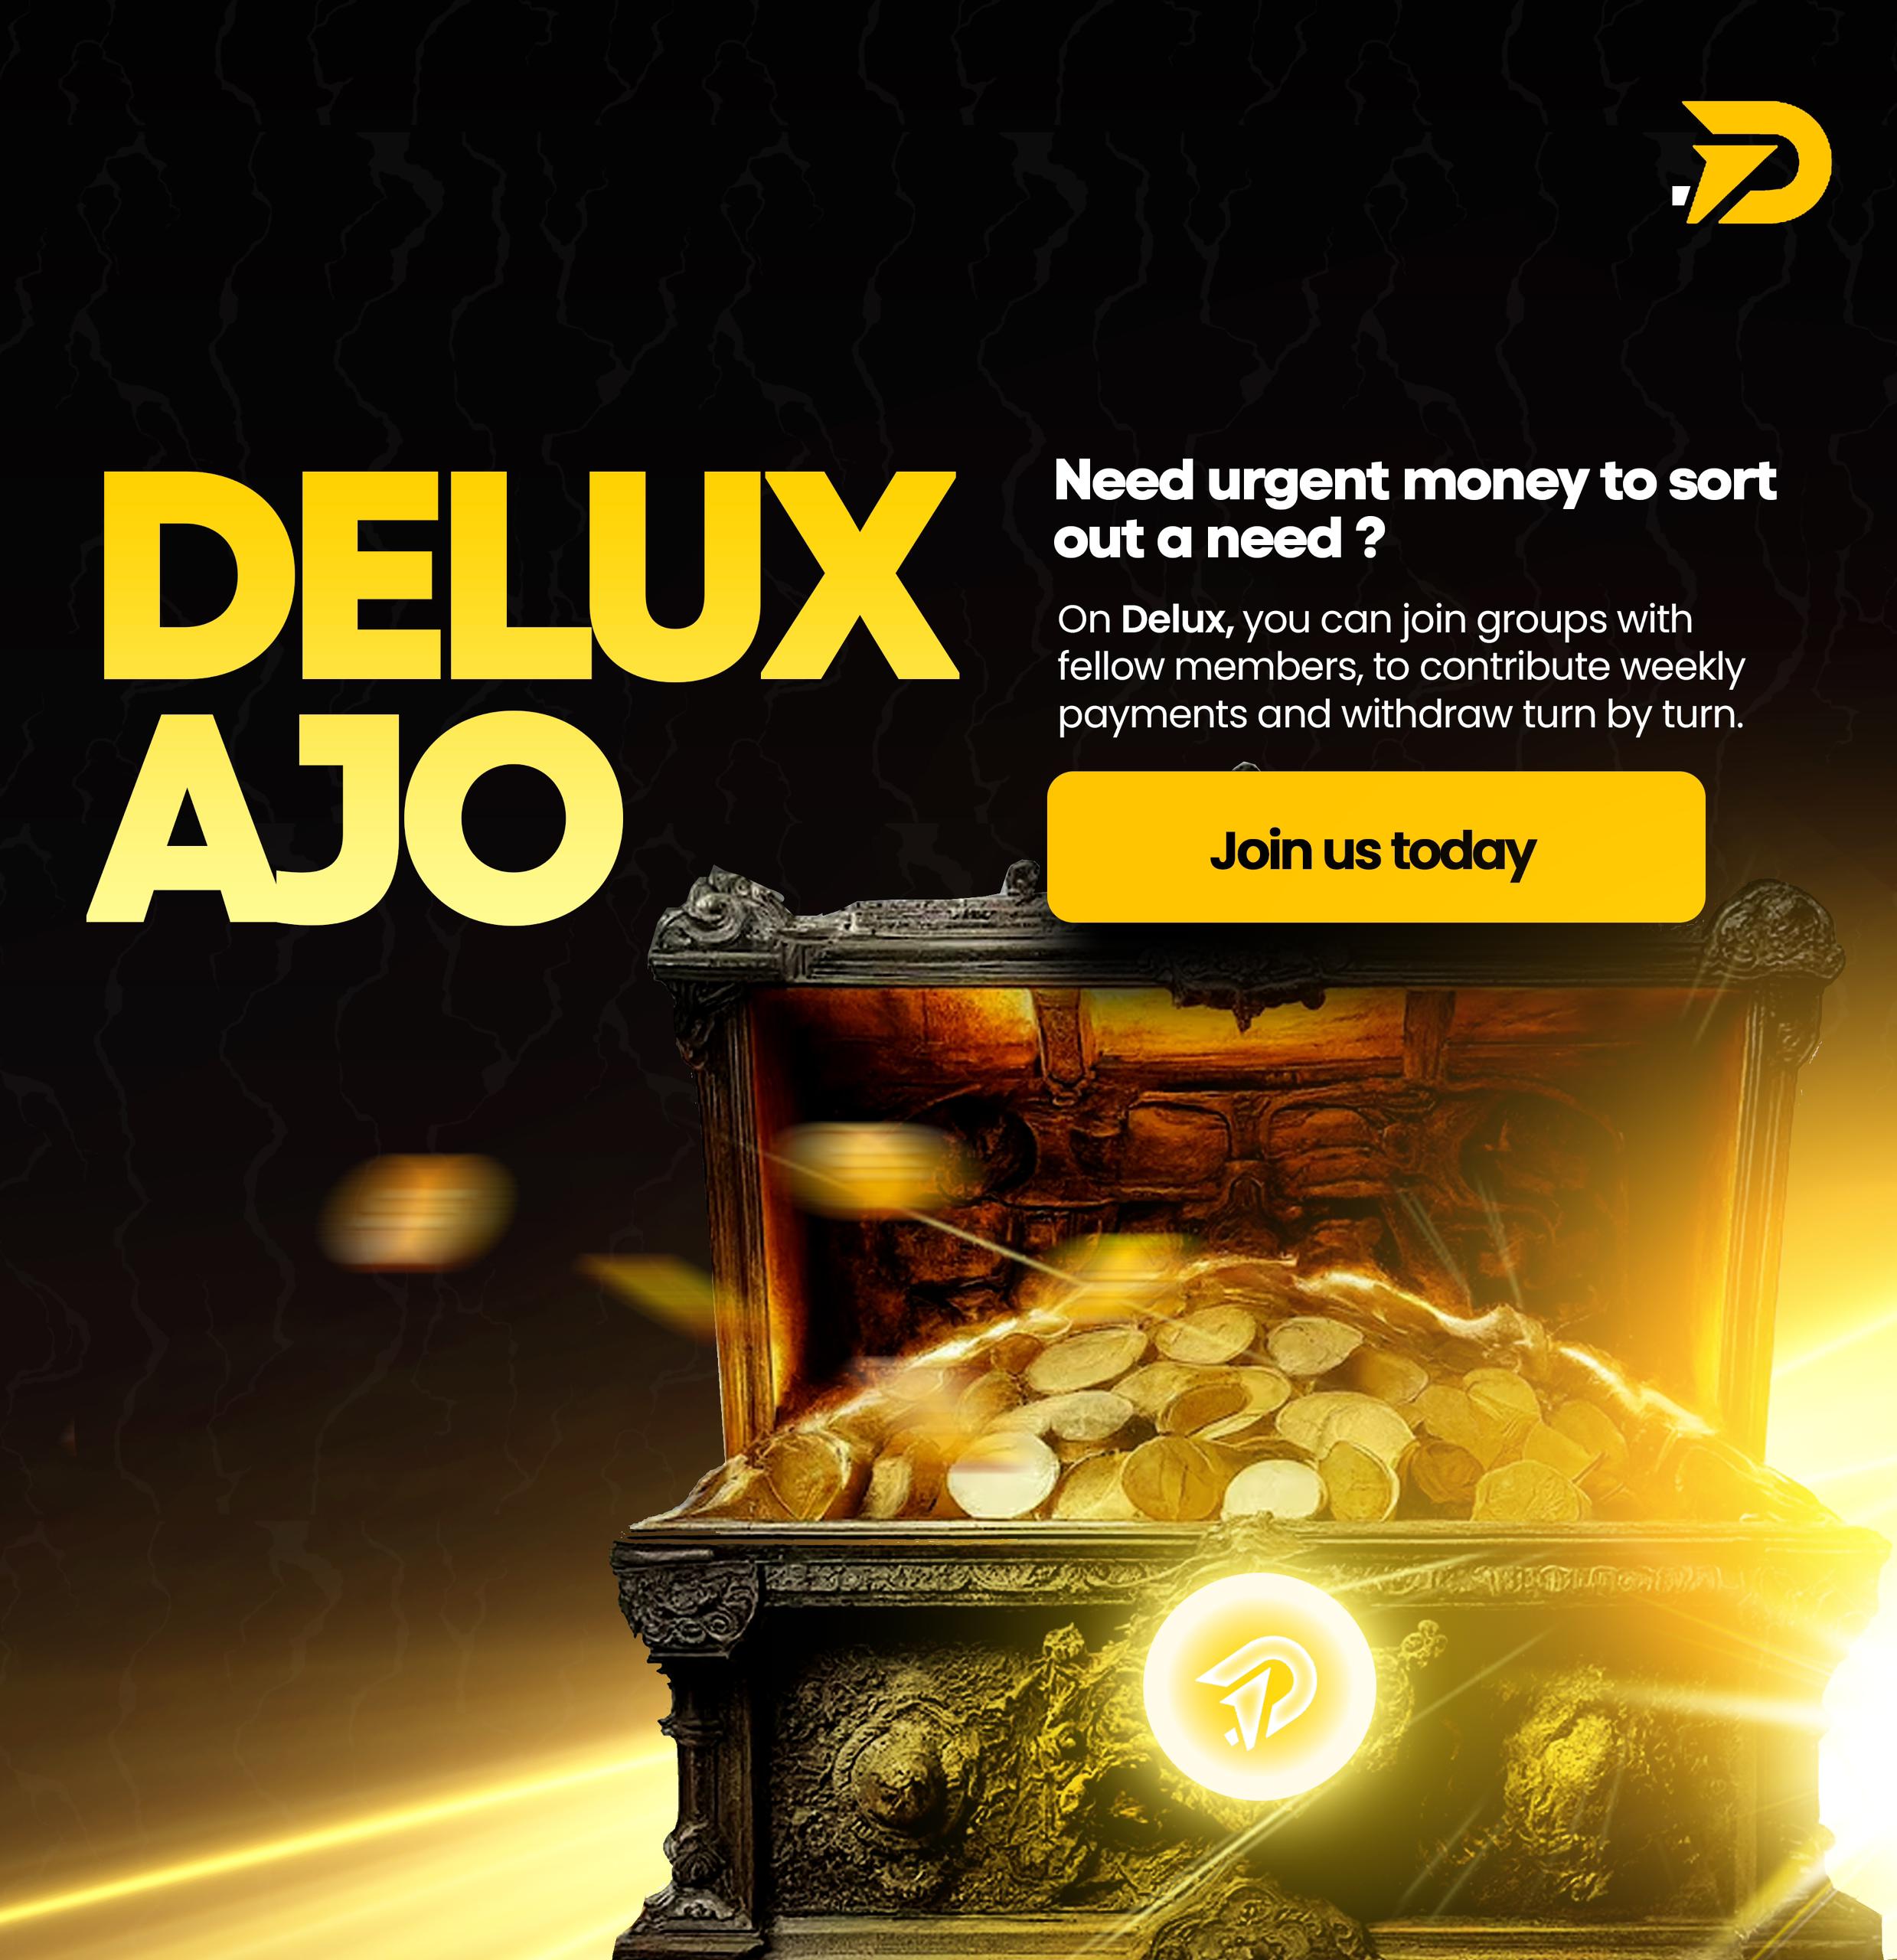 DELUX
AJO
Need urgent money to sort
out a need ?
On Delux, you can join groups with
fellow members, to contribute weekly
payments and withdraw turn by turn.
Join us today